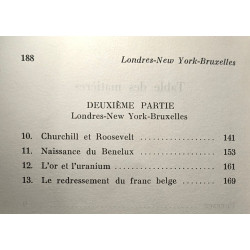 188 Londres-New York-Bruxelles
DEUXIÈME PARTIE
Londres-New York-Bruxelles
10. Churchill et Roosevelt 141
11. Naissance du Benelux 153
12. L'or et l'uranium 161
13. Le redressement du franc belge 169